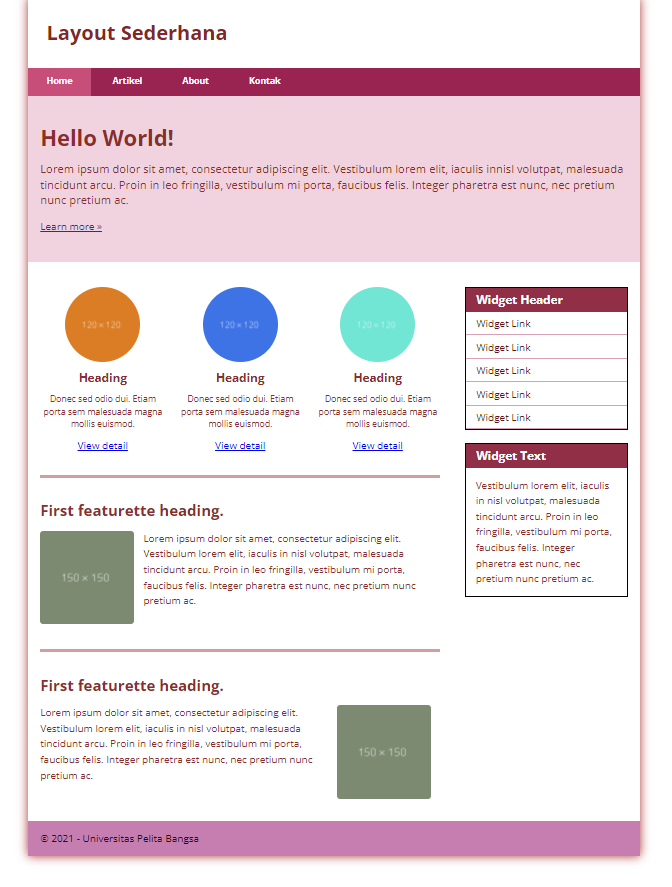 Layout Sederhana
Home Artikel About Kontak
Hello World!
Lorem ipsum dolor sit amet, consectetur adipiscing elit. Vestibulum lorem elit, iaculis innisl volutpat, malesuada
tincidunt arcu. Proin in leo fringilla, vestibulum mi porta, faucibus felis. Integer pharetra est nunc, nec pretium
nunc pretium ac.
Learn more »
120 × 120
Heading
Donec sed odio dui. Etiam
porta sem malesuada magna
mollis euismod.
View detail
120 × 120
Heading
Donec sed odio dui. Etiam
porta sem malesuada magna
mollis euismod.
View detail
120 × 120
Heading
Donec sed odio dui. Etiam
porta sem malesuada magna
mollis euismod.
View detail
First featurette heading.
150 × 150
Lorem ipsum dolor sit amet, consectetur adipiscing elit.
Vestibulum lorem elit, iaculis in nisl volutpat, malesuada
tincidunt arcu. Proin in leo fringilla, vestibulum mi porta,
faucibus felis. Integer pharetra est nunc, nec pretium nunc
pretium ac.
First featurette heading.
Lorem ipsum dolor sit amet, consectetur adipiscing elit.
Vestibulum lorem elit, iaculis in nisl volutpat, malesuada
tincidunt arcu. Proin in leo fringilla, vestibulum mi porta,
faucibus felis. Integer pharetra est nunc, nec pretium nunc
pretium ac.
150 × 150
Widget Header
Widget Link
Widget Link
Widget Link
Widget Link
Widget Link
Widget Text
Vestibulum lorem elit, iaculis
in nisl volutpat, malesuada
tincidunt arcu. Proin in leo
fringilla, vestibulum mi porta,
faucibus felis. Integer
pharetra est nunc, nec
pretium nunc pretium ac.
© 2021 - Universitas Pelita Bangsa